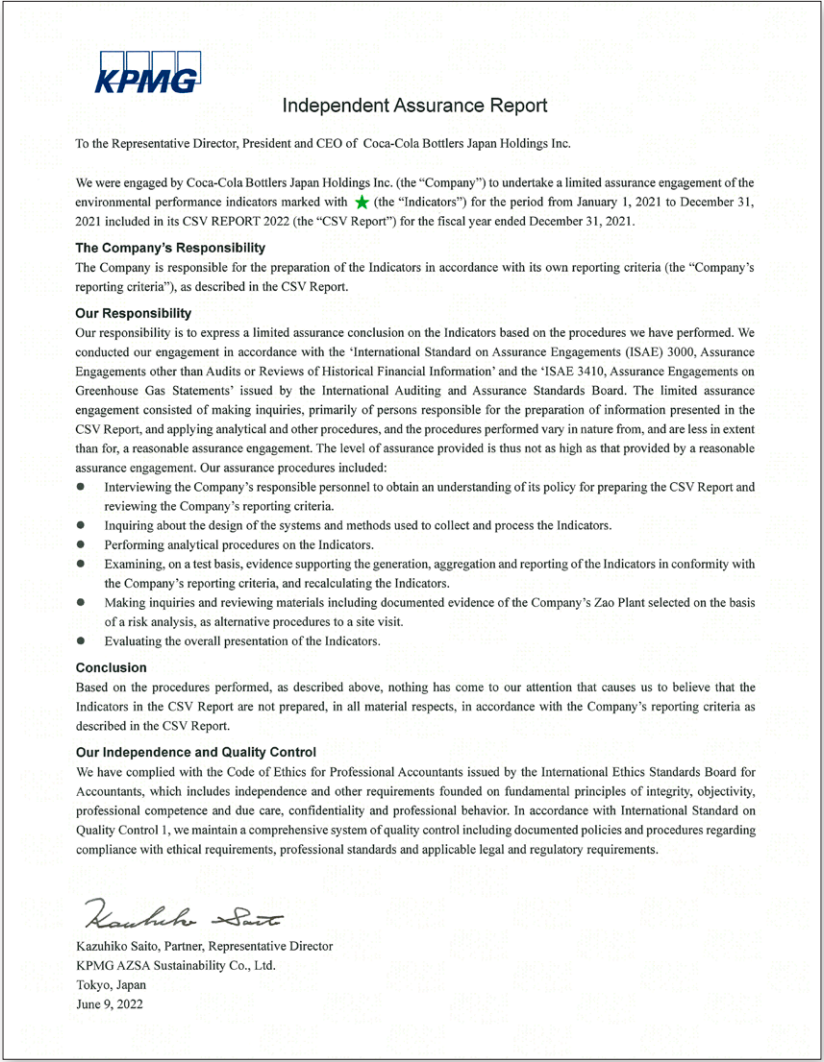 KPMG
Independent Assurance Report
To the Representative Director, President and CEO of Coca-Cola Bottlers Japan Holdings Inc.
We were engaged by Coca-Cola Bottlers Japan Holdings Inc. (the “Company”) to undertake a limited assurance engagement of the
environmental performance indicators marked with ★ (the “Indicators”) for the period from January 1, 2021 to December 31,
2021 included in its CSV REPORT 2022 (the “CSV Report”) for the fiscal year ended December 31, 2021.
The Company’s Responsibility
The Company is responsible for the preparation of the Indicators in accordance with its own reporting criteria (the “Company’s
reporting criteria”), as described in the CSV Report.
Our Responsibility
Our responsibility is to express a limited assurance conclusion on the Indicators based on the procedures we have performed. We
conducted our engagement in accordance with the ‘International Standard on Assurance Engagements (ISAE) 3000, Assurance
Engagements other than Audits or Reviews of Historical Financial Information’ and the ‘ISAE 3410, Assurance Engagements on
Greenhouse Gas Statements’ issued by the International Auditing and Assurance Standards Board. The limited assurance
engagement consisted of making inquiries, primarily of persons responsible for the preparation of information presented in the
CSV Report, and applying analytical and other procedures, and the procedures performed vary in nature from, and are less in extent
than for, a reasonable assurance engagement. The level of assurance provided is thus not as high as that provided by a reasonable
assurance engagement. Our assurance procedures included:
● Interviewing the Company’s responsible personnel to obtain an understanding of its policy for preparing the CSV Report and
reviewing the Company’s reporting criteria.
● Inquiring about the design of the systems and methods used to collect and process the Indicators.
● Performing analytical procedures on the Indicators.
● Examining, on a test basis, evidence supporting the generation, aggregation and reporting of the Indicators in conformity with
the Company’s reporting criteria, and recalculating the Indicators.
● Making inquiries and reviewing materials including documented evidence of the Company’s Zao Plant selected on the basis
of a risk analysis, as alternative procedures to a site visit.
● Evaluating the overall presentation of the Indicators.
Conclusion
Based on the procedures performed, as described above, nothing has come to our attention that causes us to believe that the
Indicators in the CSV Report are not prepared, in all material respects, in accordance with the Company’s reporting criteria as
described in the CSV Report.
Our Independence and Quality Control
We have complied with the Code of Ethics for Professional Accountants issued by the International Ethics Standards Board for
Accountants, which includes independence and other requirements founded on fundamental principles of integrity, objectivity,
professional competence and due care, confidentiality and professional behavior. In accordance with International Standard on
Quality Control 1, we maintain a comprehensive system of quality control including documented policies and procedures regarding
compliance with ethical requirements, professional standards and applicable legal and regulatory requirements.
Kazuhiko Saito
Kazuhiko Saito, Partner, Representative Director
KPMG AZSA Sustainability Co., Ltd.
Tokyo, Japan
June 9, 2022